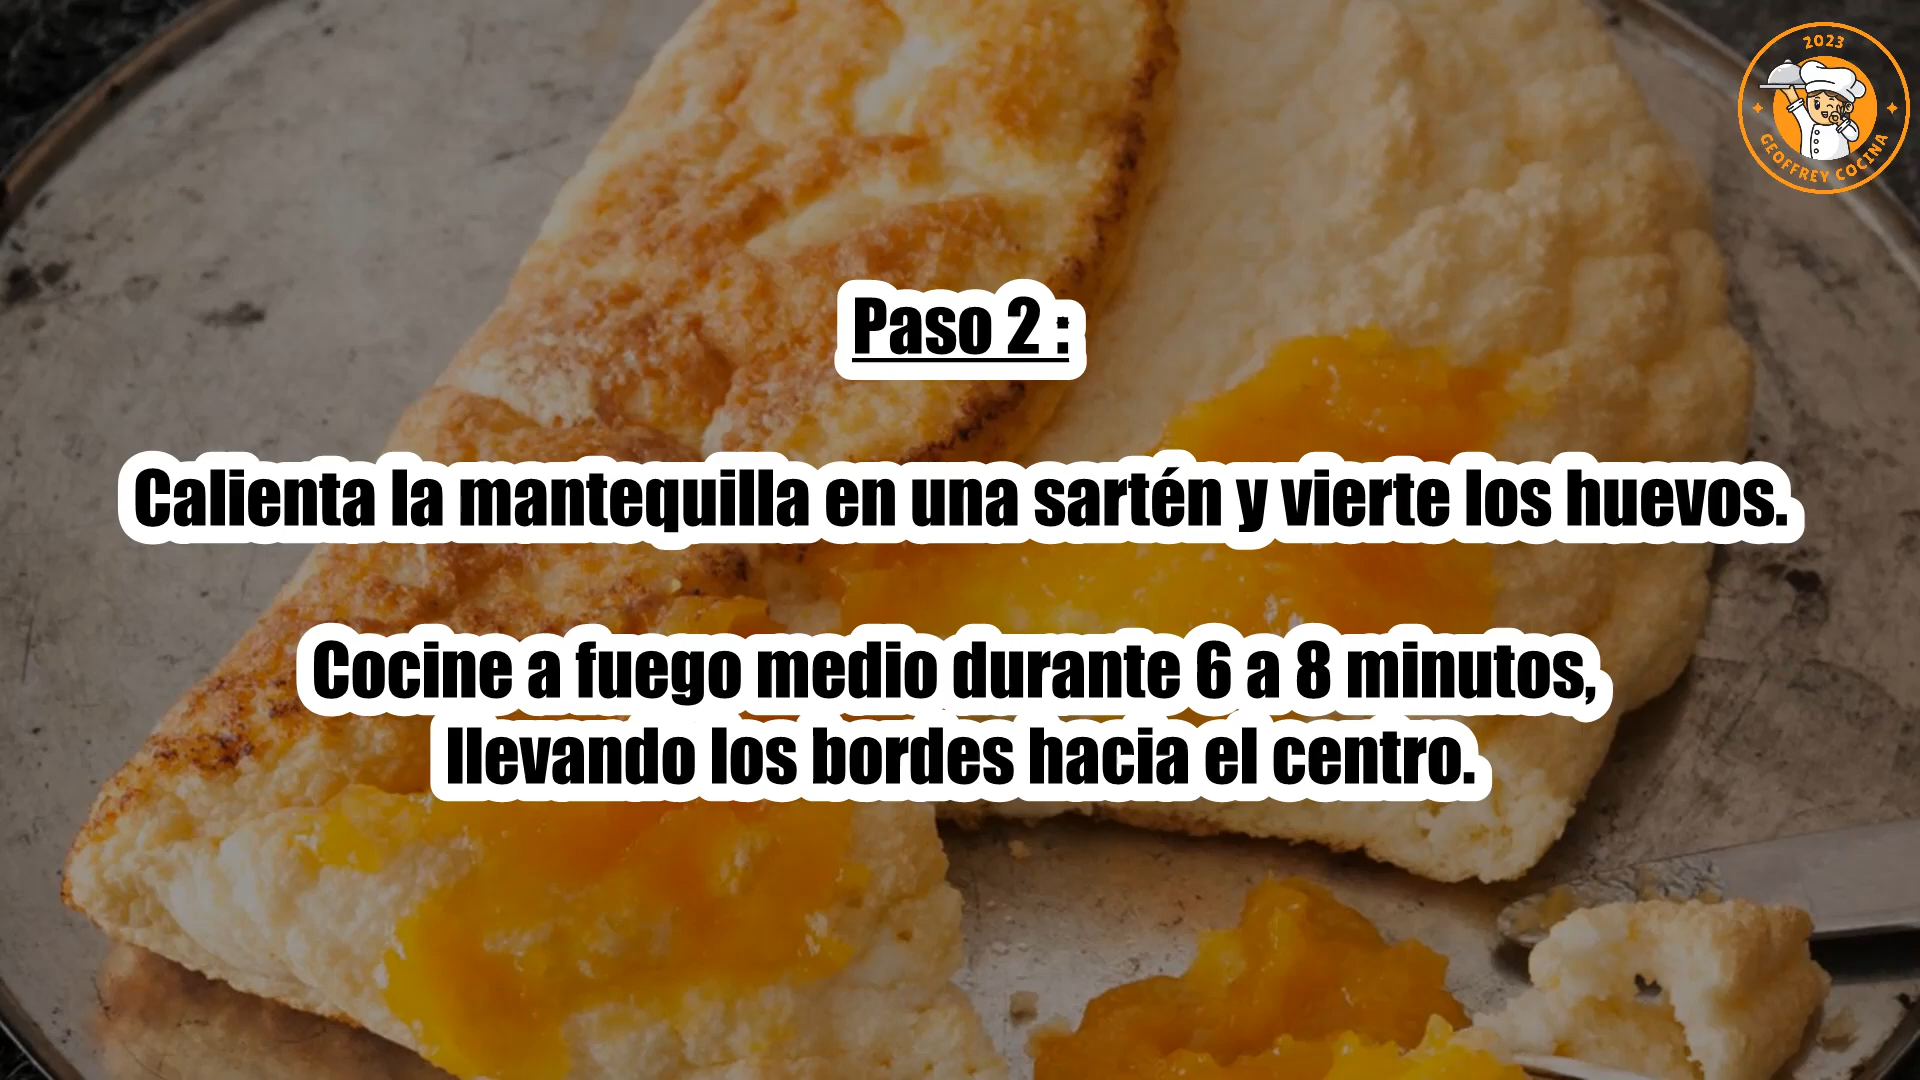 2023
GEOFFREY COCINA
Paso 2 :
Calienta la mantequilla en una sartén y vierte los huevos.
Cocine a fuego medio durante 6 a 8 minutos,
llevando los bordes hacia el centro.